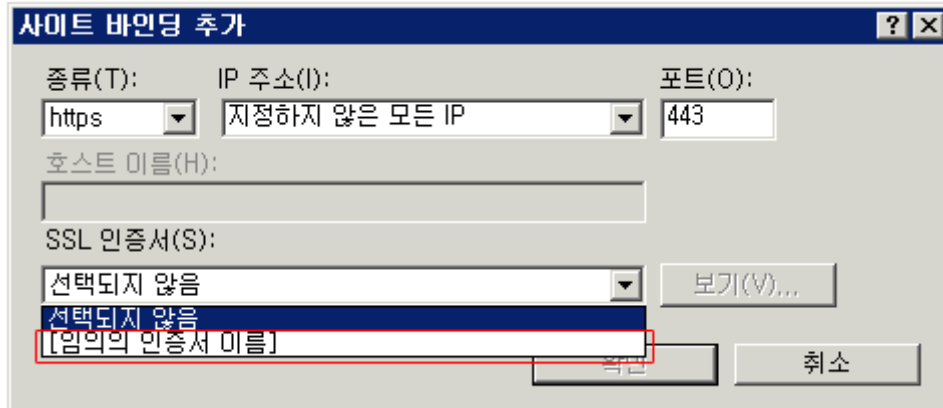 사이트 바인딩 추가
종류(T): IP 주소(I): 포트(O):
https 지정하지 않은 모든 IP 443
호스트 이름(H):
SSL 인증서(S):
선택되지 않음 보기(V)...
선택되지 않음
[임의의 인증서 이름]
취소